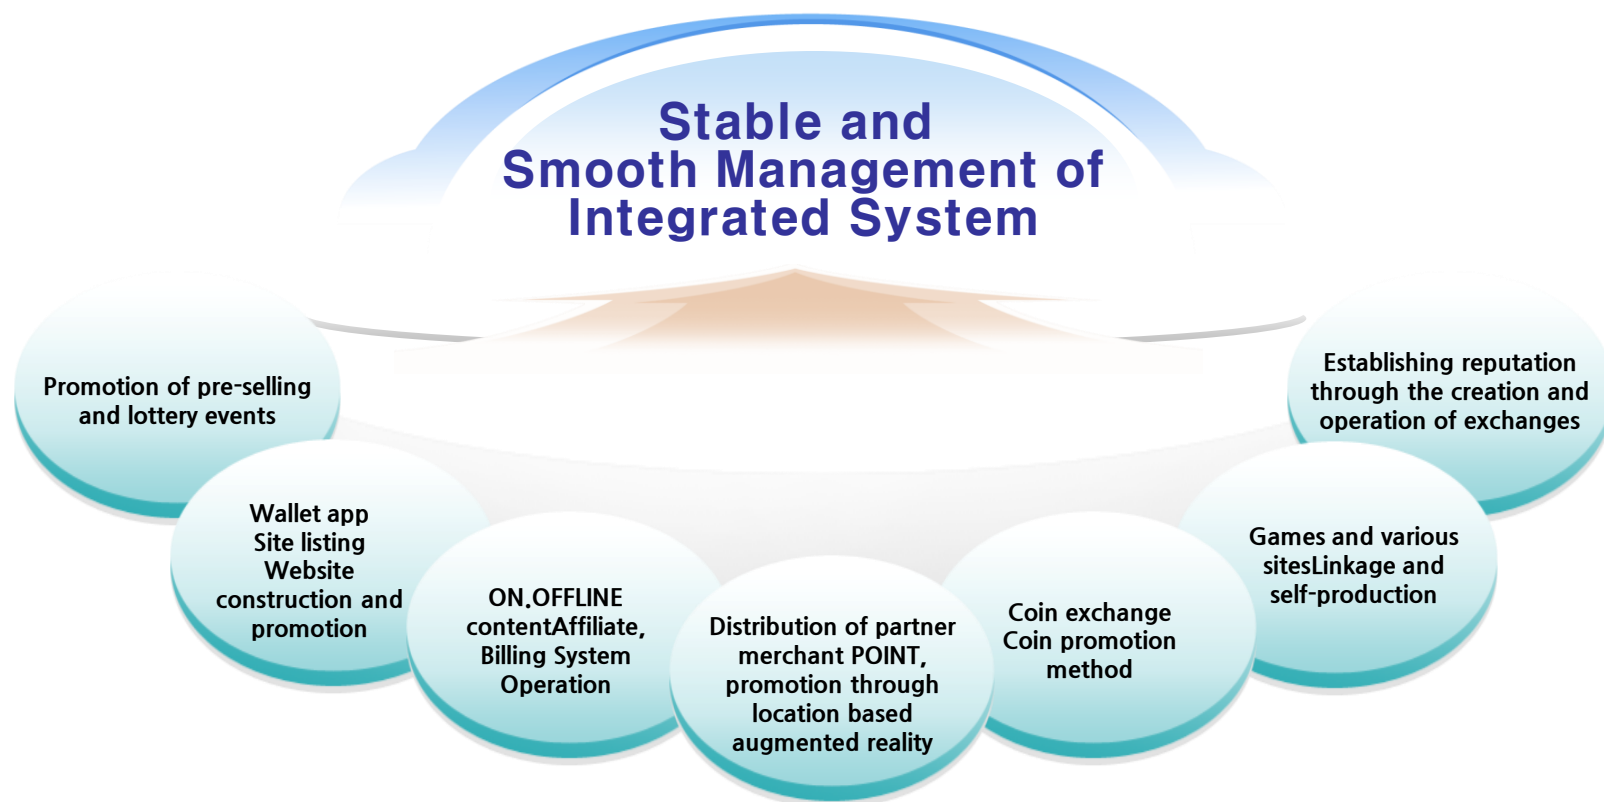 Stable and
Smooth Management of
Integrated System
Promotion of pre-selling
and lottery events
Wallet app
Site listing
Website
construction and
promotion
ON.OFFLINE
contentAffiliate,
Billing System
Operation
Distribution of partner
merchant POINT,
promotion through
location based
augmented reality
Coin exchange
Coin promotion
method
Games and various
sitesLinkage and
self-production
Establishing reputation
through the creation and
operation of exchanges